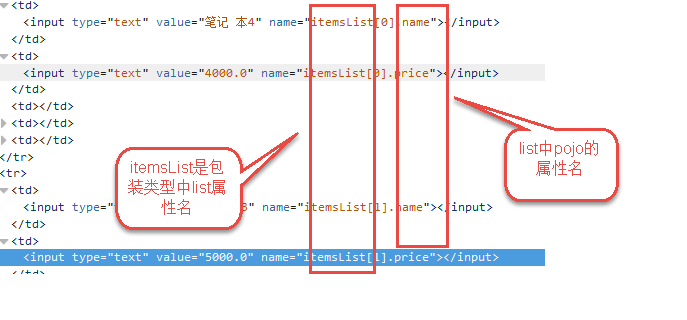 <td>
<input type="text" value="笔记 本4" name="itemsList[0].name"></input>
</td>
<td>
<input type="text" value="4000.0" name="itemsList[0].price"></input>
</td>
<td></td>
<td></td>
<td></td>
</tr>
<tr>
<td>
<input type= 3" name="itemsList[1].name"></input>
</td>
<td>
<input type="text" value="5000.0" name="itemsList[1].price"></input>
</td>
itemsList是包
装类型中list属
性名
list中pojo的
属性名